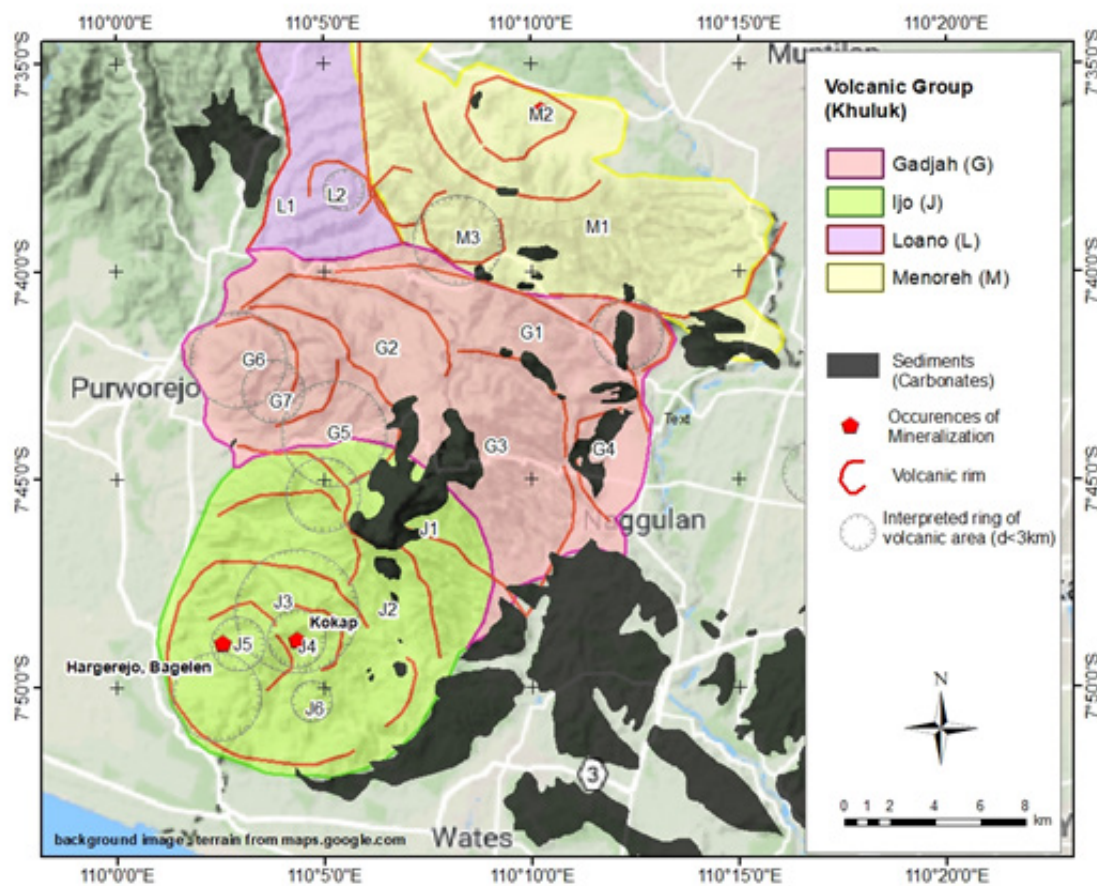 110°0'0"E
110°5'0"E
110°10'0"E
110°15'0"E
110°20'0"E
7°35'0"S
7°40'0"S
7°45'0"S
7°50'0"S
7°35'0"S
7°40'0"S
7°45'0"S
7°50'0"S
Muntilan
M2
L2
L1
M1
M3
G1
G2
G6
Purworejo
G7
Text
G5
G3
G4
Naggulan
J1
J3
J2
Kokap
J5
J4
Hargerejo, Bagelen
J6
3
Wates
background image : terrain from maps.google.com
Volcanic Group
(Khuluk)
Gadjah (G)
Ijo (J)
Loano (L)
Menoreh (M)
Sediments
(Carbonates)
Occurences of
Mineralization
Volcanic rim
Interpreted ring of
volcanic area (d<3km)
N
0 1 2 4 6 8
km
110°0'0"E
110°5'0"E
110°10'0"E
110°15'0"E
110°20'0"E